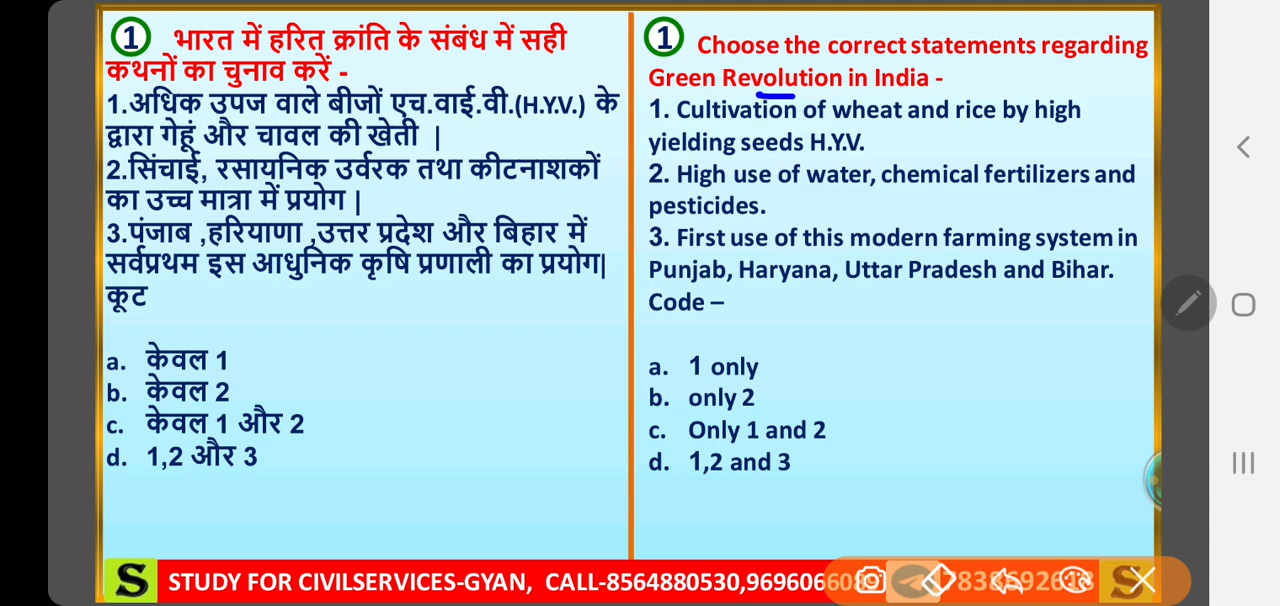 1 भारत में हरित क्रांति के संबंध में सही
कथनों का चुनाव करें -
1.अधिक उपज वाले बीजों एच.वाई.वी.(H.Y.V.) के
द्वारा गेहूं और चावल की खेती |
2.सिंचाई, रसायनिक उर्वरक तथा कीटनाशकों
का उच्च मात्रा में प्रयोग |
3.पंजाब ,हरियाणा ,उत्तर प्रदेश और बिहार में
सर्वप्रथम इस आधुनिक कृषि प्रणाली का प्रयोग|
कूट
a. केवल 1
b. केवल 2
c. केवल 1 और 2
d. 1,2 और 3
1 Choose the correct statements regarding
Green Revolution in India -
1. Cultivation of wheat and rice by high
yielding seeds H.Y.V.
2. High use of water, chemical fertilizers and
pesticides.
3. First use of this modern farming system in
Punjab, Haryana, Uttar Pradesh and Bihar.
Code –
a. 1 only
b. only 2
c. Only 1 and 2
d. 1,2 and 3
S STUDY FOR CIVILSERVICES-GYAN, CALL-8564880530, S